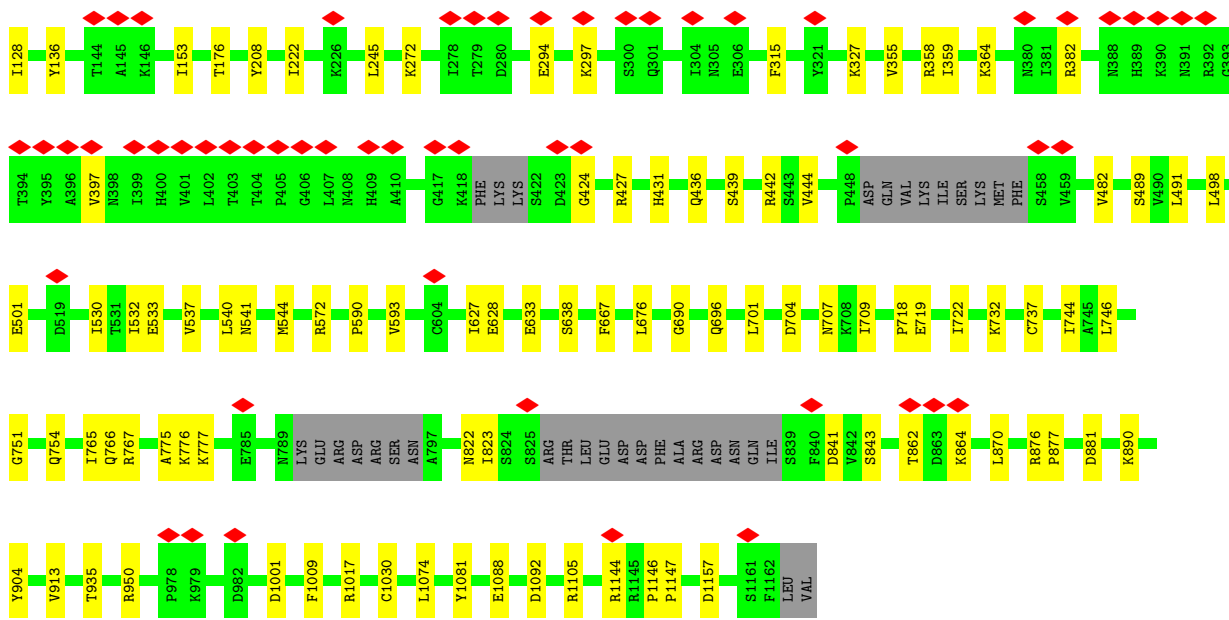 I128 Y136 T144 A145 K146 I153 T176 Y208 I222 K226 L245 K272 I278 T279 D280 E294 K297 S300 Q301 I304 N305 E306 F315 Y321 K327 V355 R358 I359 K364 N380 I381 R382 N388 H389 K390 N391 R392 G393
T394 Y395 A396 V397 N398 I399 H400 V401 L402 T403 T404 P405 G406 L407 N408 H409 A410 G417 K418 PHE LYS LYS S422 D423 G424 R427 H431 Q436 S439 R442 S443 V444 P448 ASP GLN VAL LYS ILE SER LYS MET PHE S458 V459 V482 S489 V490 L491 L498
E501 D519 I530 T531 I532 E533 V537 L540 N541 M544 R572 P590 V593 C604 I627 E628 E633 S638 F667 L676 G690 Q696 L701 D704 N707 K708 I709 P718 E719 I722 K732 C737 I744 A745 L746
G751 Q754 I765 Q766 R767 A775 K776 K777 E785 N789 LYS GLU ARG ASP ARG SER ASN A797 N822 I823 S824 S825 ARG THR LEU GLU ASP ASP PHE ALA ARG ASP ASN GLN ILE S839 F840 D841 V842 S843 T862 D863 K864 L870 R876 P877 D881 K890
Y904 V913 T935 R950 P978 K979 D982 D1001 F1009 R1017 C1030 L1074 Y1081 E1088 D1092 R1105 R1144 R1145 P1146 P1147 D1157 S1161 F1162 LEU VAL